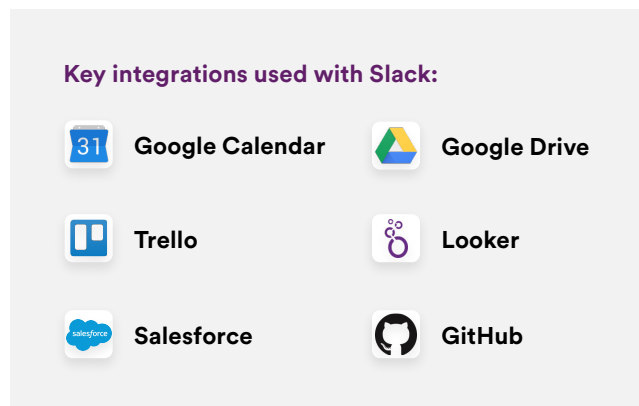 Key integrations used with Slack:
31 Google Calendar
Google Drive
Trello
Looker
salesforce Salesforce
GitHub